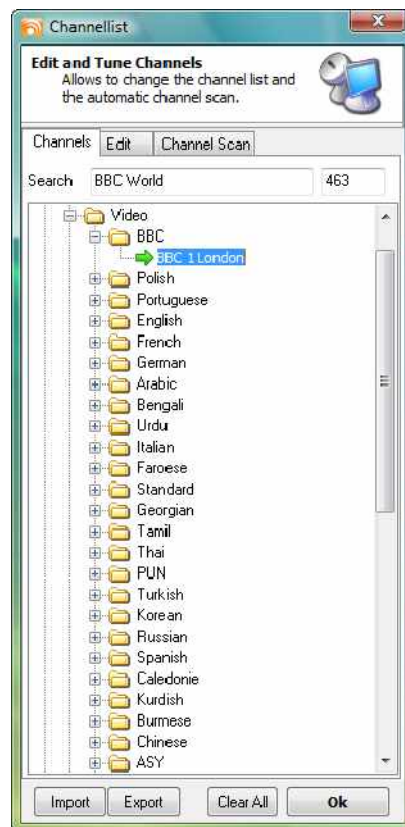 Channellist
Edit and Tune Channels
Allows to change the channel list and
the automatic channel scan.
Channels Edit Channel Scan
Search BBC World 463
Video
BBC
BBC 1 London
Polish
Portuguese
English
French
German
Arabic
Bengali
Urdu
Italian
Faroese
Standard
Georgian
Tamil
Thai
PUN
Turkish
Korean
Russian
Spanish
Caledonie
Kurdish
Burmese
Chinese
ASY
Import Export Clear All Ok